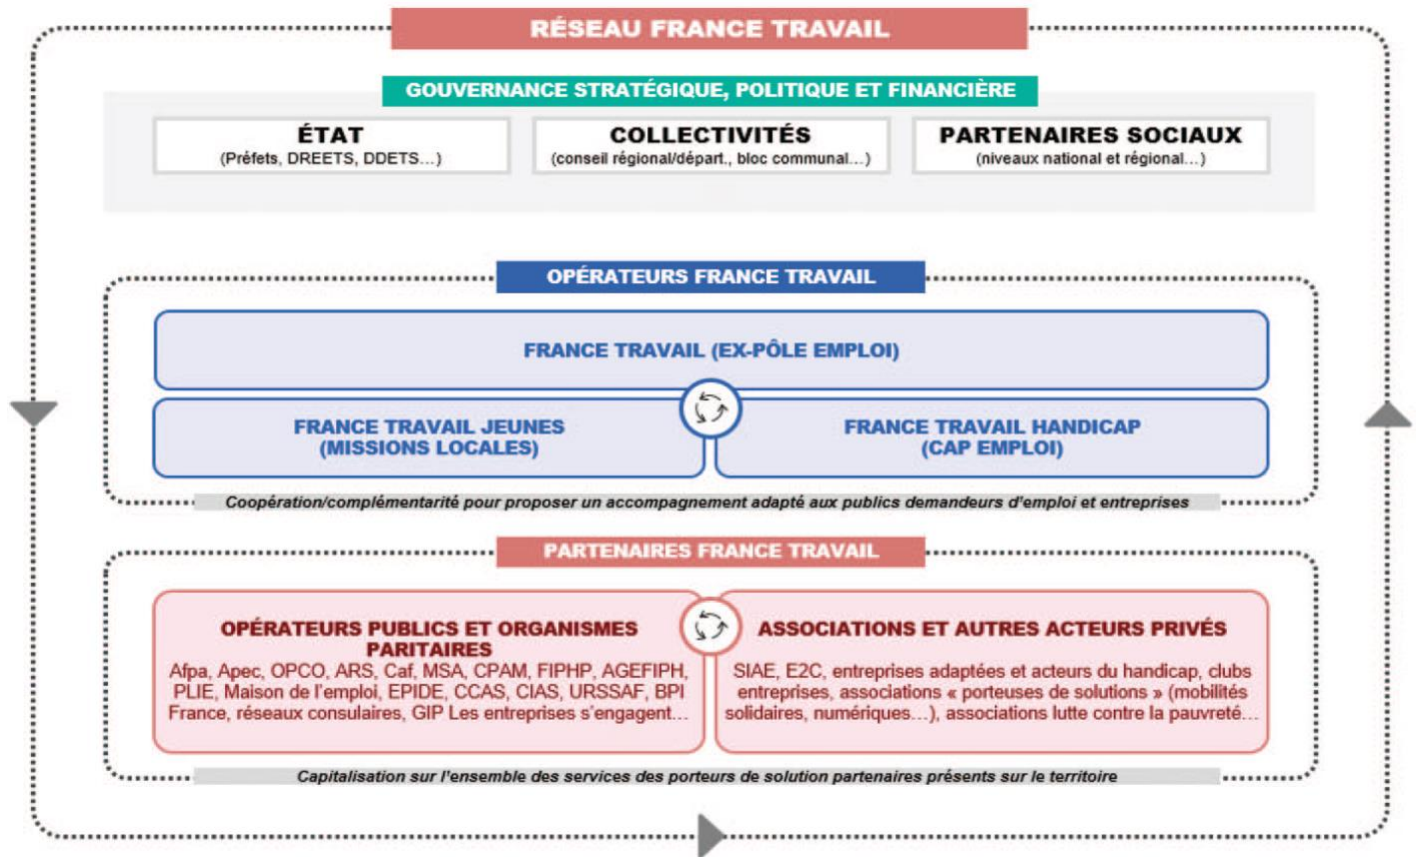 RÉSEAU FRANCE TRAVAIL
GOUVERNANCE STRATÉGIQUE, POLITIQUE ET FINANCIÈRE
ÉTAT
(Préfets, DREETS, DDETS…)
COLLECTIVITÉS
(conseil régional/départ., bloc communal…)
PARTENAIRES SOCIAUX
(niveaux national et régional…)
OPÉRATEURS FRANCE TRAVAIL
FRANCE TRAVAIL (EX-PÔLE EMPLOI)
FRANCE TRAVAIL JEUNES
(MISSIONS LOCALES)
FRANCE TRAVAIL HANDICAP
(CAP EMPLOI)
Coopération/complémentarité pour proposer un accompagnement adapté aux publics demandeurs d'emploi et entreprises
PARTENAIRES FRANCE TRAVAIL
OPÉRATEURS PUBLICS ET ORGANISMES
PARITAIRES
Afpa, Apec, OPCO, ARS, Caf, MSA, CPAM, FIPHP, AGEFIPH,
PLIE, Maison de l'emploi, EPIDE, CCAS, CIAS, URSSAF, BPI
France, réseaux consulaires, GIP Les entreprises s'engagent…
ASSOCIATIONS ET AUTRES ACTEURS PRIVÉS
SIAE, E2C, entreprises adaptées et acteurs du handicap, clubs
entreprises, associations « porteuses de solutions » (mobilités
solidaires, numériques…), associations lutte contre la pauvreté…
Capitalisation sur l'ensemble des services des porteurs de solution partenaires présents sur le territoire